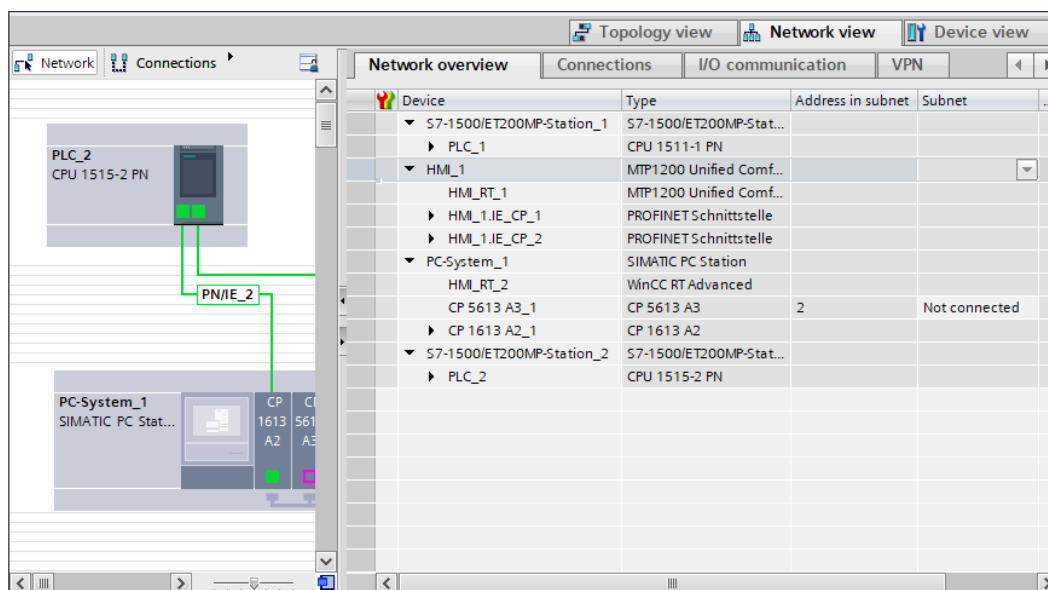 Topology view Network view Device view
Network Connections
Network overview Connections I/O communication VPN
PLC_2
CPU 1515-2 PN
PN/IE_2
PC-System_1
SIMATIC PC Stat...
CP
1613
A2
CP
561
A3
Device Type Address in subnet Subnet ...
S7-1500/ET200MP-Station_1 S7-1500/ET200MP-Stat...
PLC_1 CPU 1511-1 PN
HMI_1 MTP1200 Unified Comf...
HMI_RT_1 MTP1200 Unified Comf...
HMI_1.IE_CP_1 PROFINET Schnittstelle
HMI_1.IE_CP_2 PROFINET Schnittstelle
PC-System_1 SIMATIC PC Station
HMI_RT_2 WinCC RT Advanced
CP 5613 A3_1 CP 5613 A3 2 Not connected
CP 1613 A2_1 CP 1613 A2
S7-1500/ET200MP-Station_2 S7-1500/ET200MP-Stat...
PLC_2 CPU 1515-2 PN